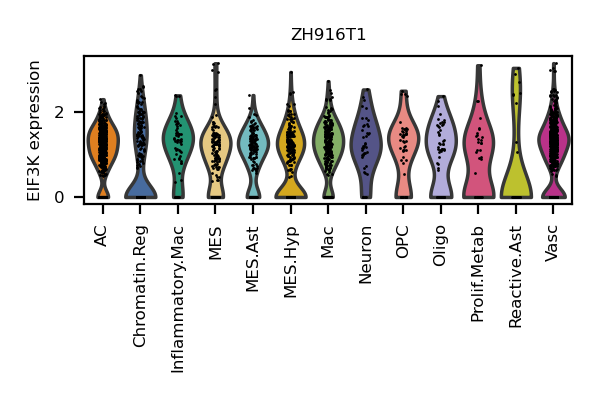 ZH916T1
EIF3K expression
2
0
AC
Chromatin.Reg
Inflammatory.Mac
MES
MES.Ast
MES.Hyp
Mac
Neuron
OPC
Oligo
Prolif.Metab
Reactive.Ast
Vasc